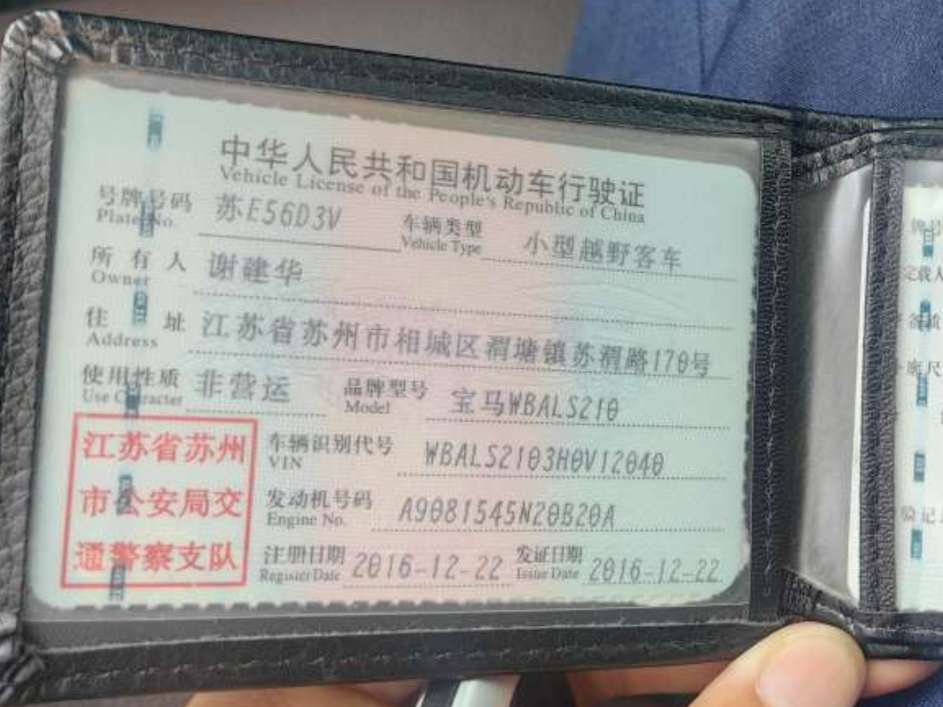 中华人民共和国机动车行驶证
Vehicle License of the People's Republic of China
号牌号码 苏E56D3V 车辆类型 小型越野客车
Plate No. Vehicle Type
所有人 谢建华
Owner
住址 江苏省苏州市相城区渭塘镇苏渭路170号
Address
使用性质 非营运 品牌型号 宝马WBALS210
Use Character Model
江苏省苏州 车辆识别代号 WBALS2103H0V12040
VIN
市公安局交 发动机号码 A9081545N20B20A
Engine No.
通警察支队 注册日期 2016-12-22 发证日期 2016-12-22
Register Date Issue Date